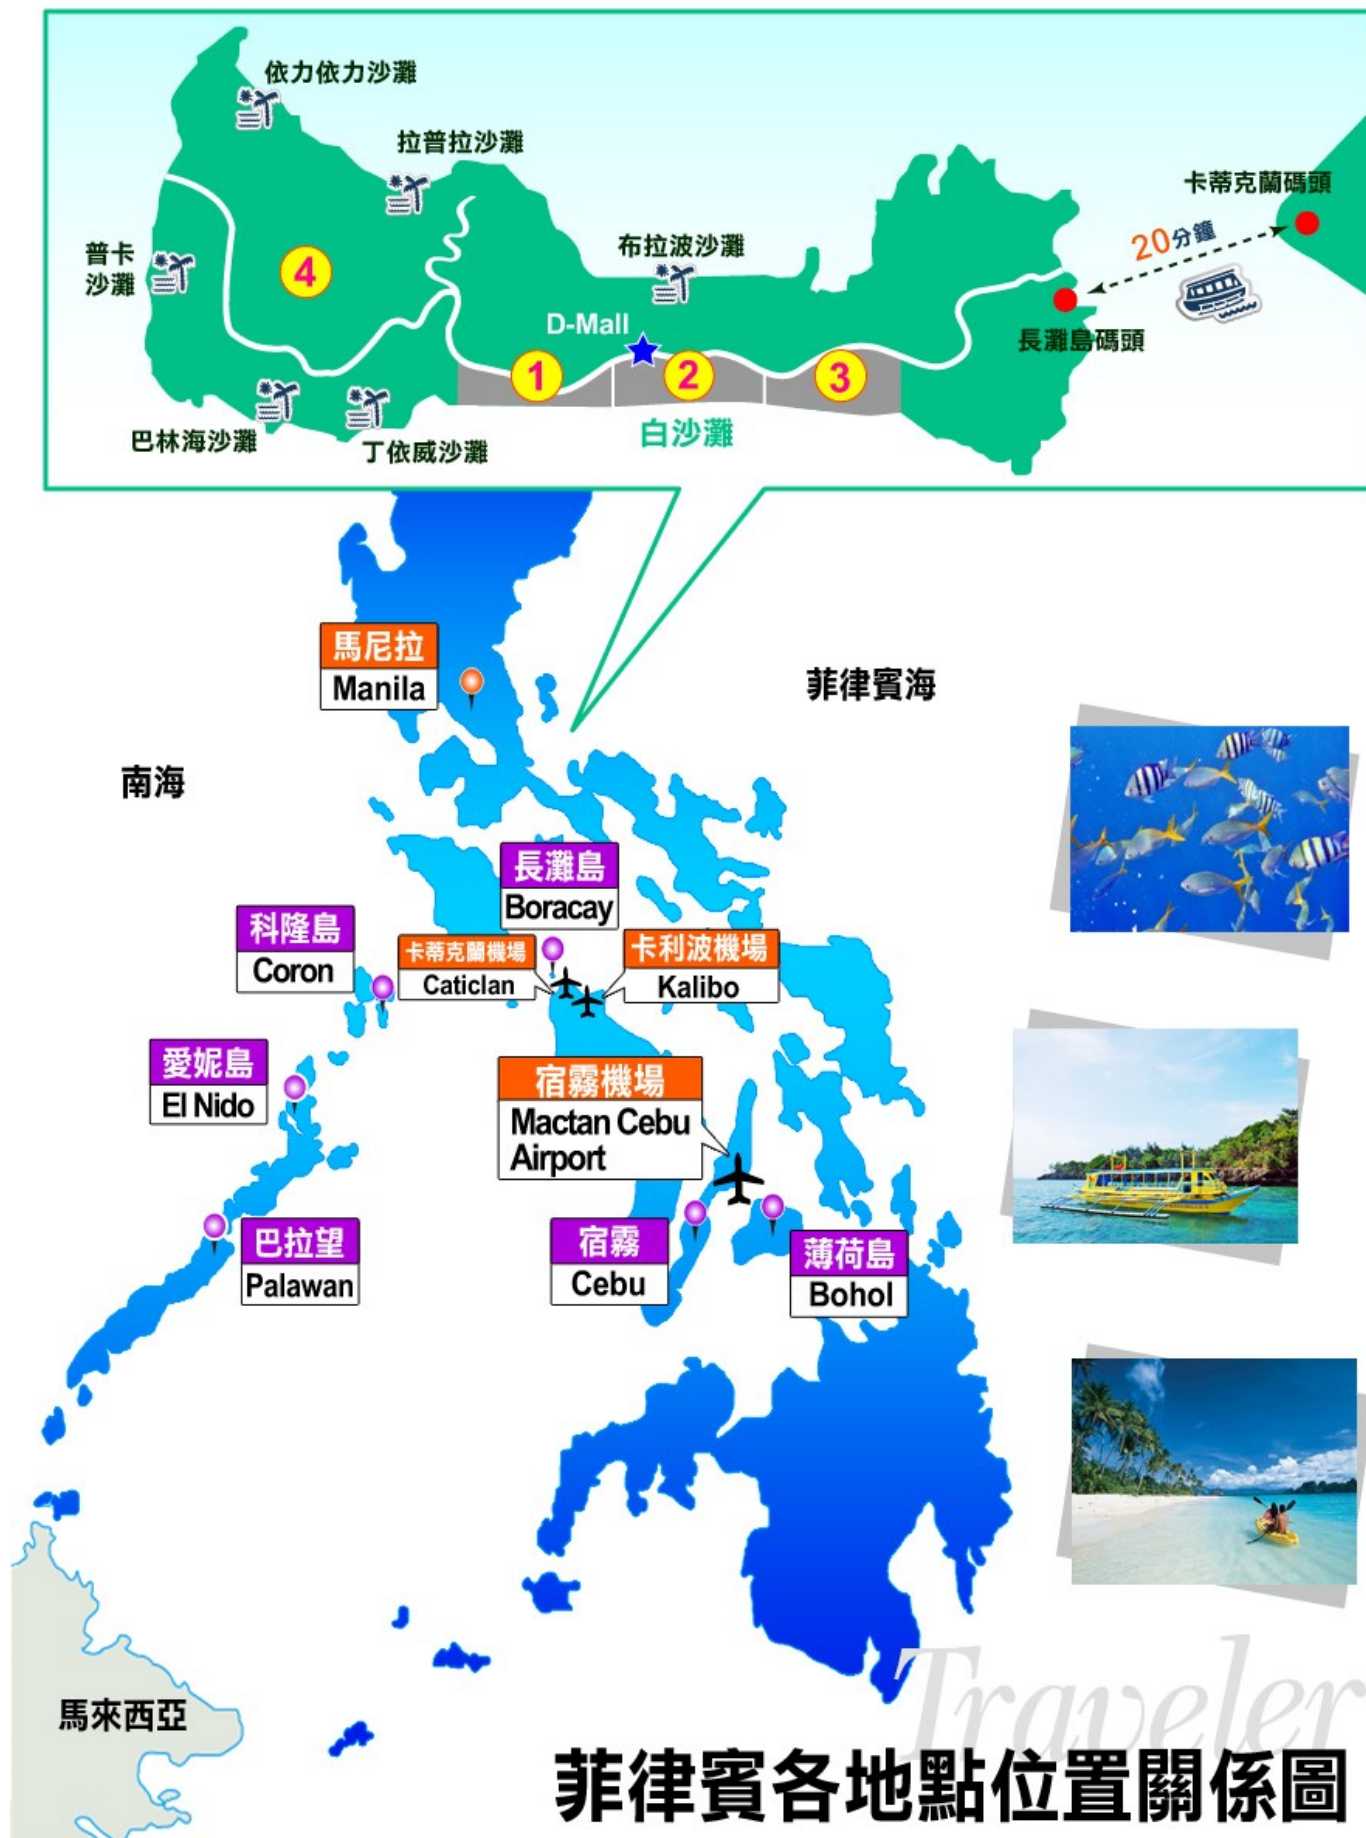 依力依力沙灘
拉普拉沙灘
卡蒂克蘭碼頭
20分鐘
布拉波沙灘
普卡
沙灘
4
D-Mall
長灘島碼頭
1
2
3
白沙灘
巴林海沙灘
丁依威沙灘
馬尼拉
Manila
菲律賓海
南海
長灘島
Boracay
科隆島
Coron
卡蒂克蘭機場
Caticlan
卡利波機場
Kalibo
愛妮島
El Nido
宿霧機場
Mactan Cebu
Airport
巴拉望
Palawan
宿霧
Cebu
薄荷島
Bohol
馬來西亞
Traveler
菲律賓各地點位置關係圖